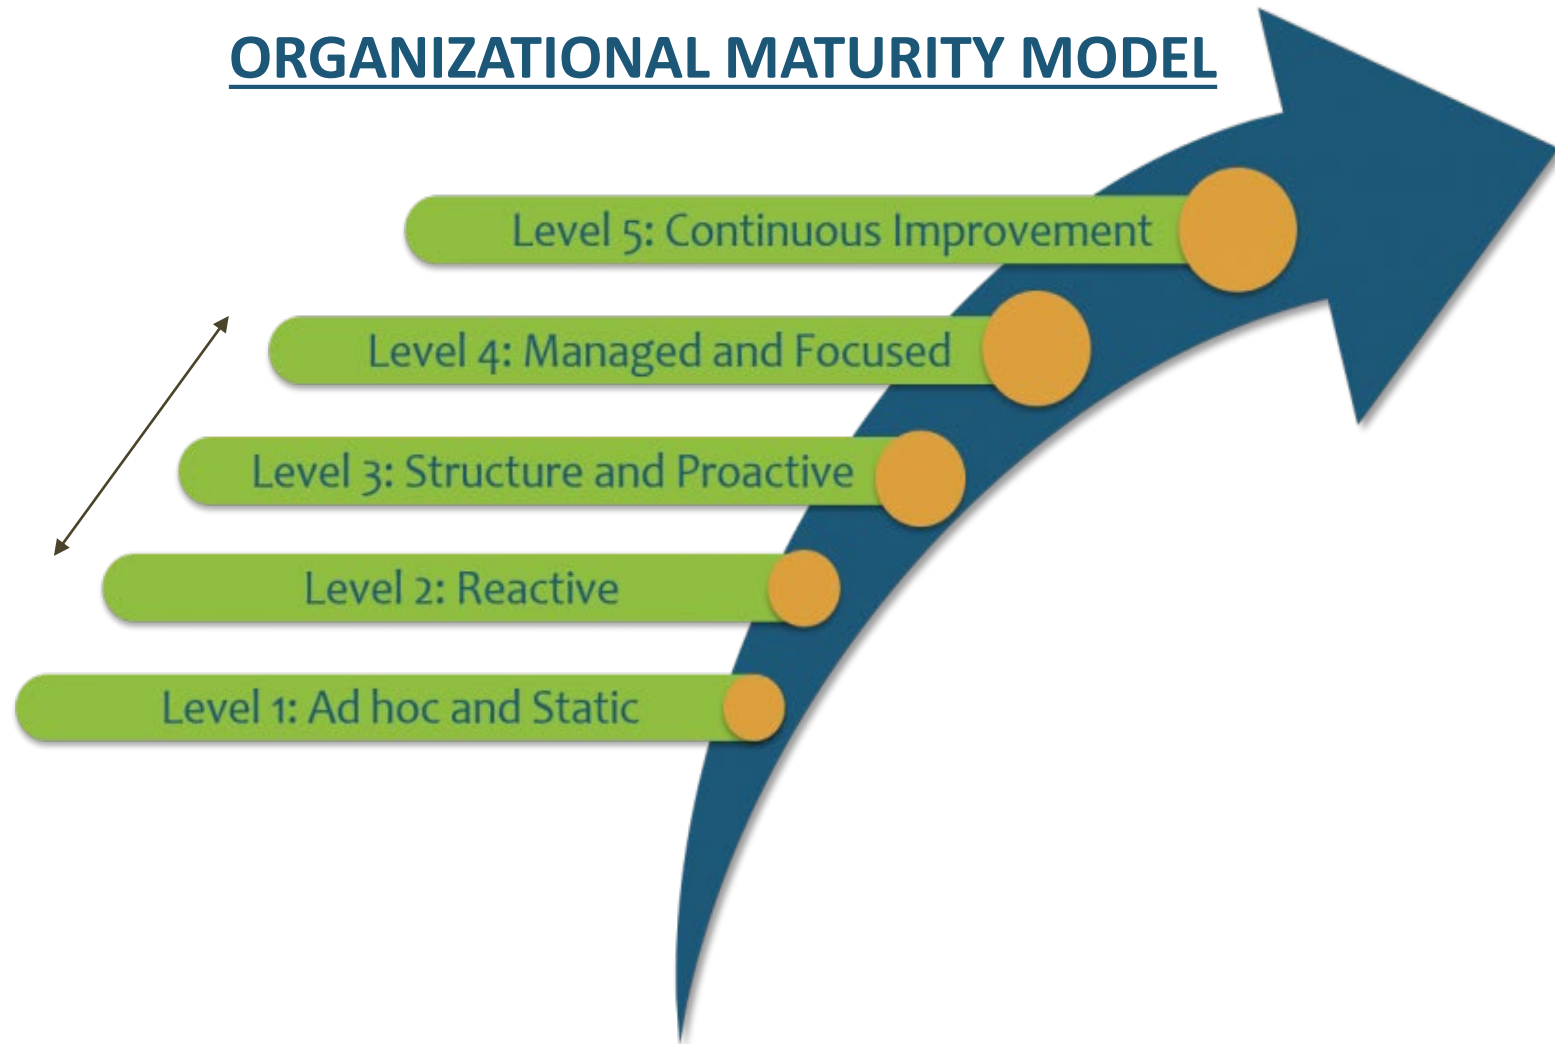 ORGANIZATIONAL MATURITY MODEL
Level 5: Continuous Improvement
Level 4: Managed and Focused
Level 3: Structure and Proactive
Level 2: Reactive
Level 1: Ad hoc and Static